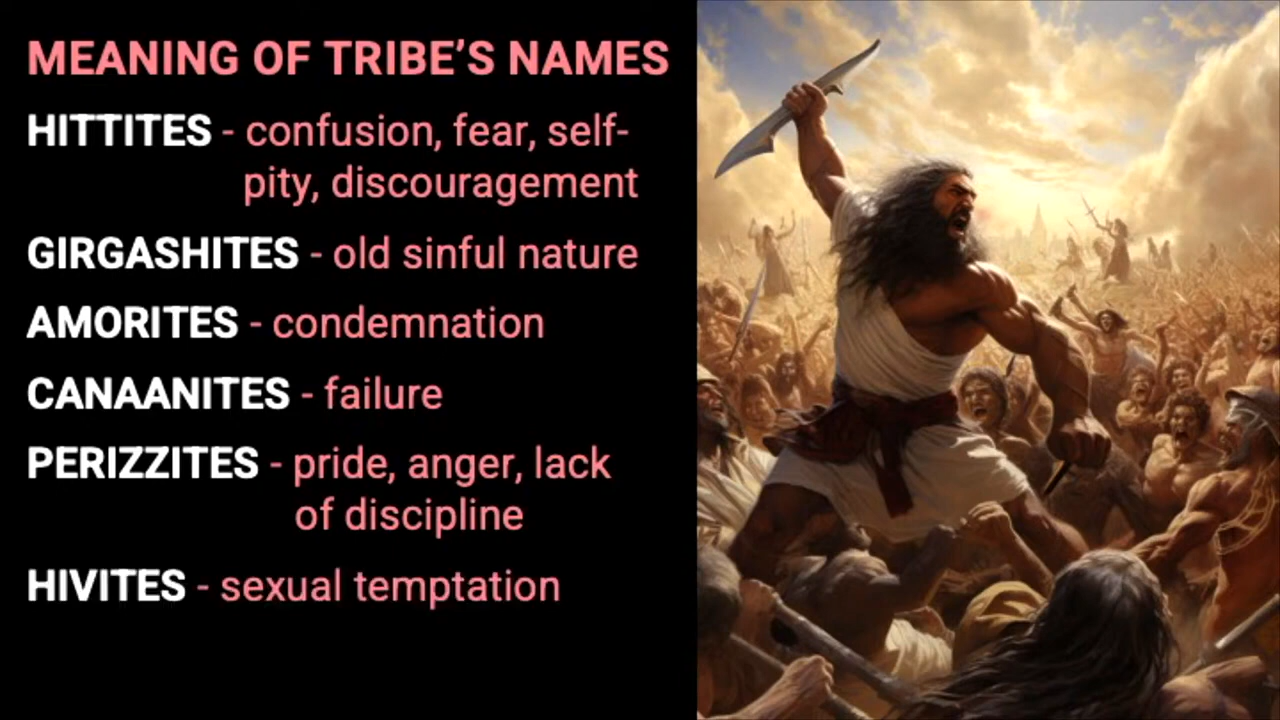 MEANING OF TRIBE’S NAMES
HITTITES - confusion, fear, self-
pity, discouragement
GIRGASHITES - old sinful nature
AMORITES - condemnation
CANAANITES - failure
PERIZZITES - pride, anger, lack
of discipline
HIVITES - sexual temptation